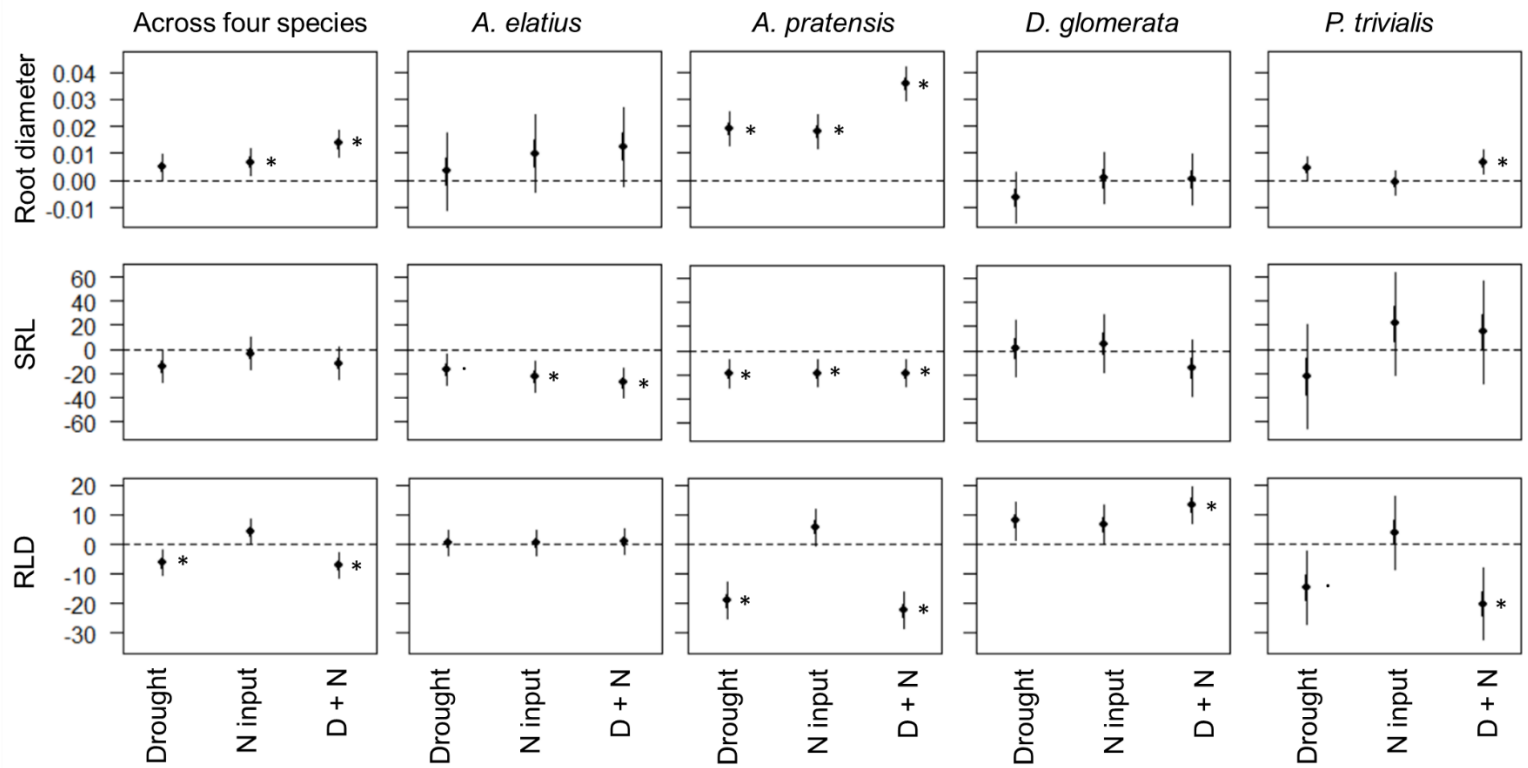 Across four species
A. elatius
A. pratensis
D. glomerata
P. trivialis
Root diameter
0.04
0.03
0.02
0.01
0.00
-0.01
*
*
*
*
*
*
SRL
60
40
20
0
-20
-40
-60
.
*
*
*
*
*
RLD
20
10
0
-10
-20
-30
*
*
*
*
*
.
*
Drought
N input
D + N
Drought
N input
D + N
Drought
N input
D + N
Drought
N input
D + N
Drought
N input
D + N